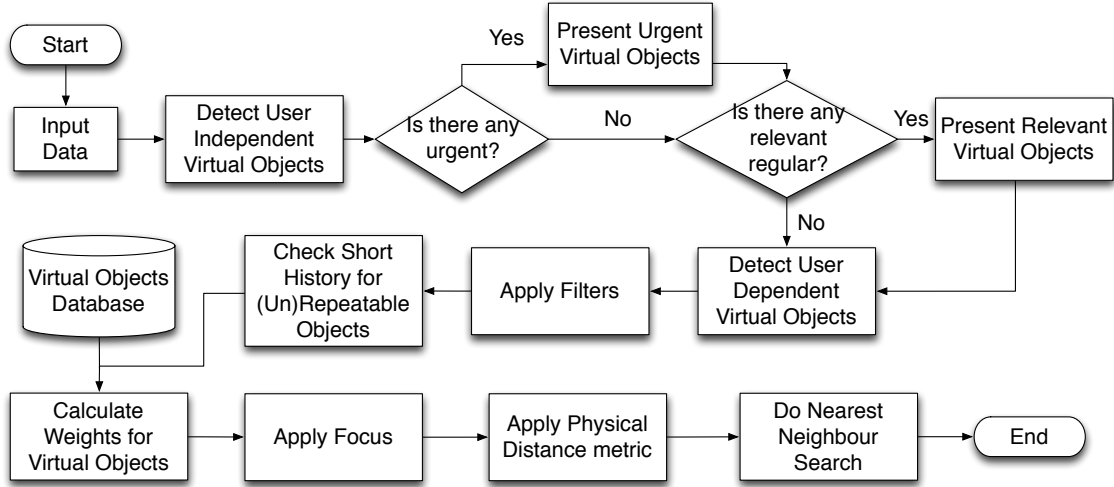 Start
Input
Data
Detect User
Independent
Virtual Objects
Is there any
urgent?
Yes
Present Urgent
Virtual Objects
No
Is there any
relevant
regular?
Yes
Present Relevant
Virtual Objects
No
Detect User
Dependent
Virtual Objects
Apply Filters
Check Short
History for
(Un)Repeatable
Objects
Virtual Objects
Database
Calculate
Weights for
Virtual Objects
Apply Focus
Apply Physical
Distance metric
Do Nearest
Neighbour
Search
End